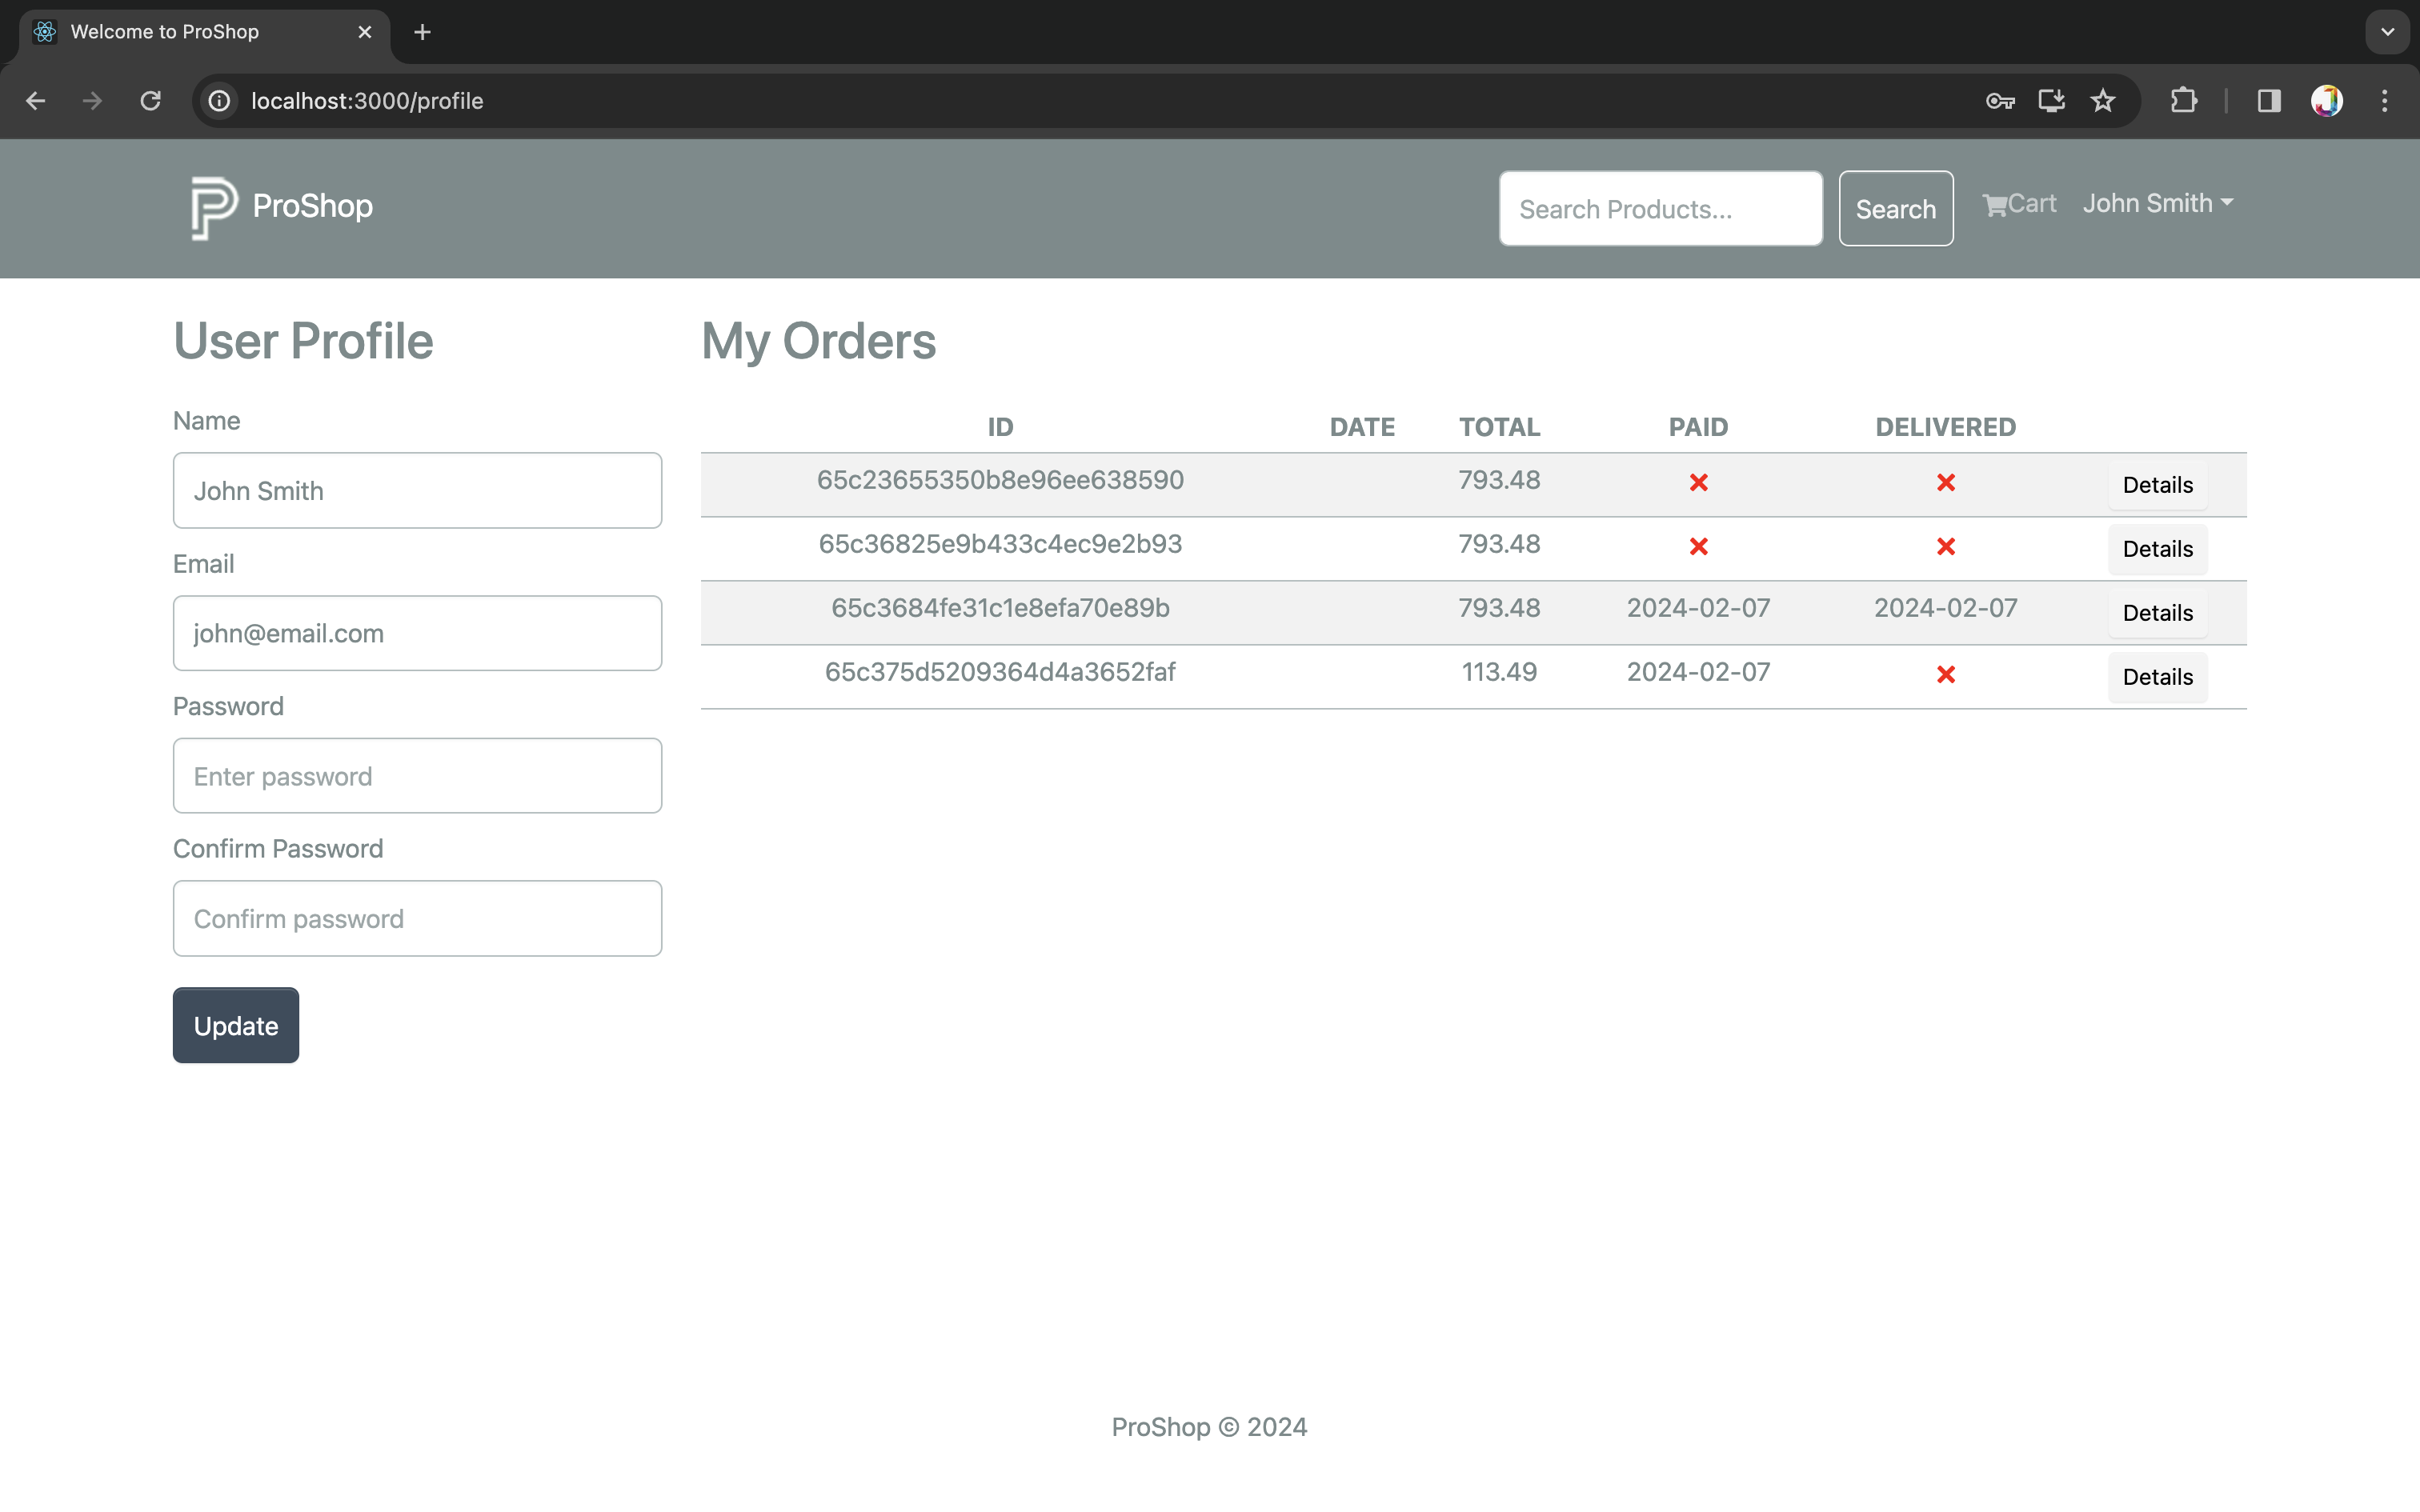 Welcome to ProShop
localhost:3000/profile
ProShop
Search Products...
Search
Cart
John Smith
User Profile
Name
John Smith
Email
john@email.com
Password
Enter password
Confirm Password
Confirm password
Update
My Orders
ID DATE TOTAL PAID DELIVERED
65c23655350b8e96ee638590 793.48 Details
65c36825e9b433c4ec9e2b93 793.48 Details
65c3684fe31c1e8efa70e89b 793.48 2024-02-07 2024-02-07 Details
65c375d5209364d4a3652faf 113.49 2024-02-07 Details
ProShop © 2024